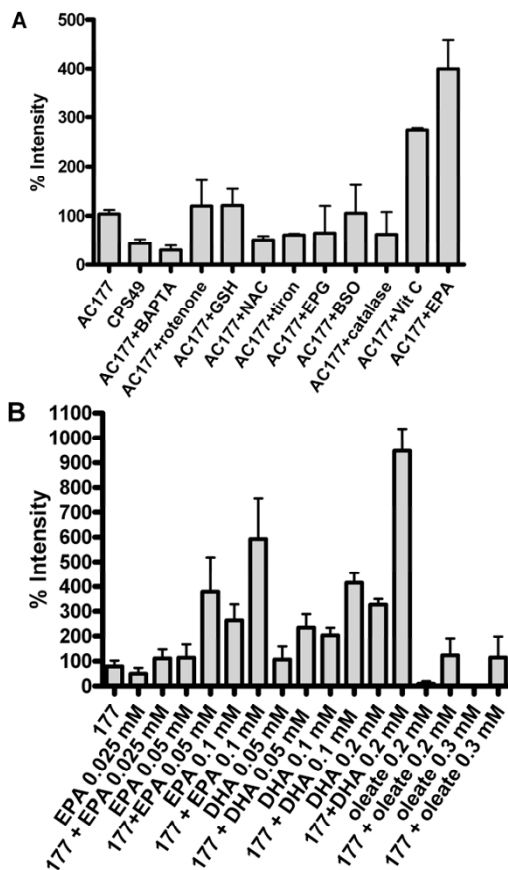 A
500
400
300
200
100
0
% Intensity
AC177
CPS49
AC177+BAPTA
AC177+rotenone
AC177+GSH
AC177+NAC
AC177+tiron
AC177+EPG
AC177+BSO
AC177+catalase
AC177+Vit C
AC177+EPA
B
1100
1000
900
800
700
600
500
400
300
200
100
0
% Intensity
177
EPA 0.025 mM
177 + EPA 0.025 mM
EPA 0.05 mM
177+EPA 0.05 mM
EPA 0.1 mM
177 + EPA 0.1 mM
DHA 0.05 mM
177 + DHA 0.05 mM
DHA 0.1 mM
177 + DHA 0.1 mM
DHA 0.2 mM
177+DHA 0.2 mM
oleate 0.2 mM
177 + oleate 0.2 mM
oleate 0.3 mM
177 + oleate 0.3 mM